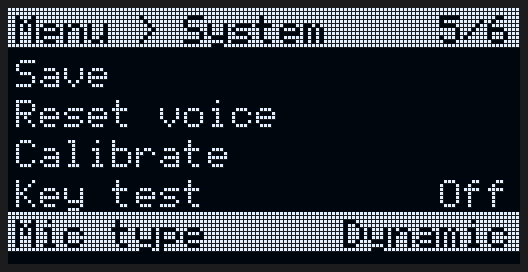 Menu > System 5/6
Save
Reset voice
Calibrate
Key test Off
Mic type Dynamic